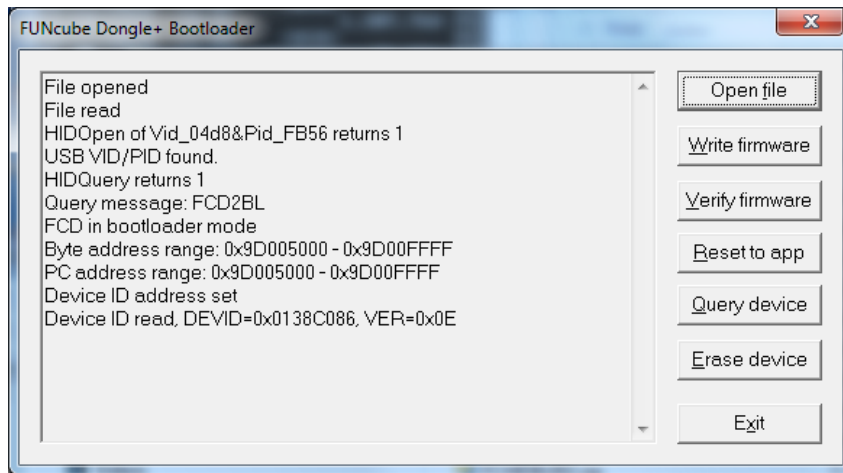 FUNcube Dongle+ Bootloader
File opened
File read
HIDOpen of Vid_04d8&Pid_FB56 returns 1
USB VID/PID found.
HIDQuery returns 1
Query message: FCD2BL
FCD in bootloader mode
Byte address range: 0x9D005000 - 0x9D00FFFF
PC address range: 0x9D005000 - 0x9D00FFFF
Device ID address set
Device ID read, DEVID=0x0138C086, VER=0x0E
Open file
Write firmware
Verify firmware
Reset to app
Query device
Erase device
Exit